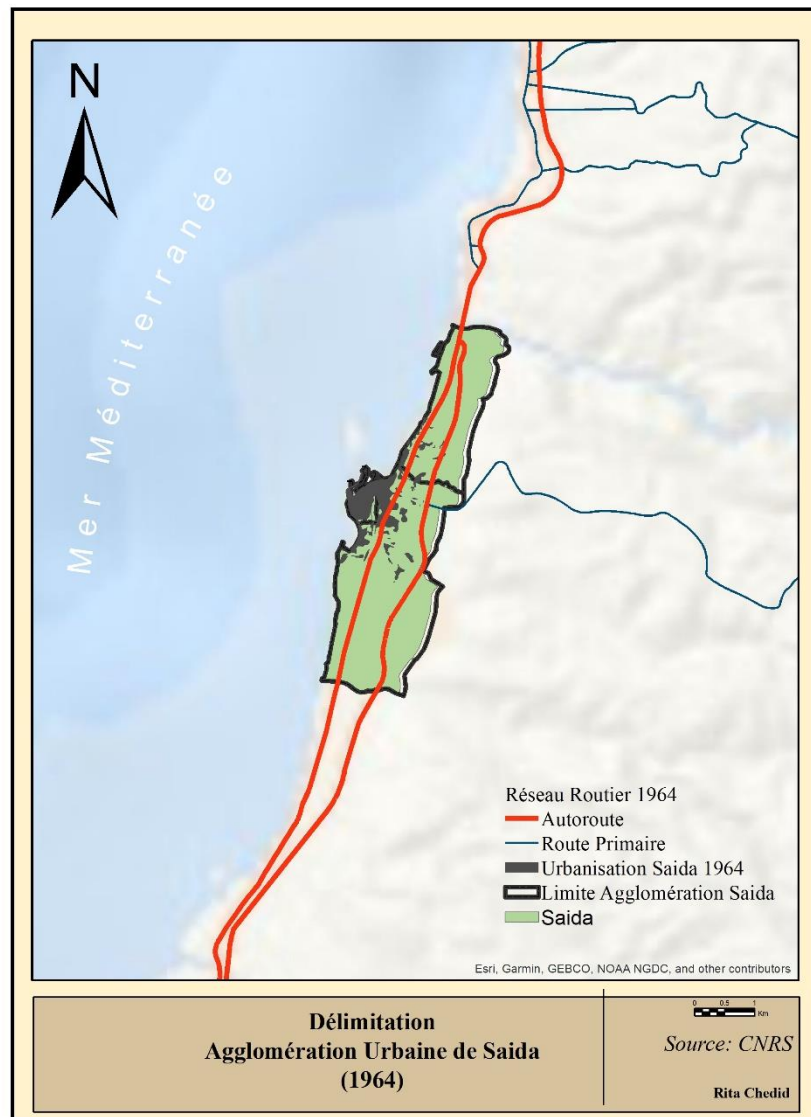 N
Mer Méditerranée
Réseau Routier 1964
Autoroute
Route Primaire
Urbanisation Saida 1964
Limite Agglomération Saida
Saida
Esri, Garmin, GEBCO, NOAA NGDC, and other contributors
Délimitation
Agglomération Urbaine de Saida
(1964)
0 0.5 1
Km
Source: CNRS
Rita Chedid